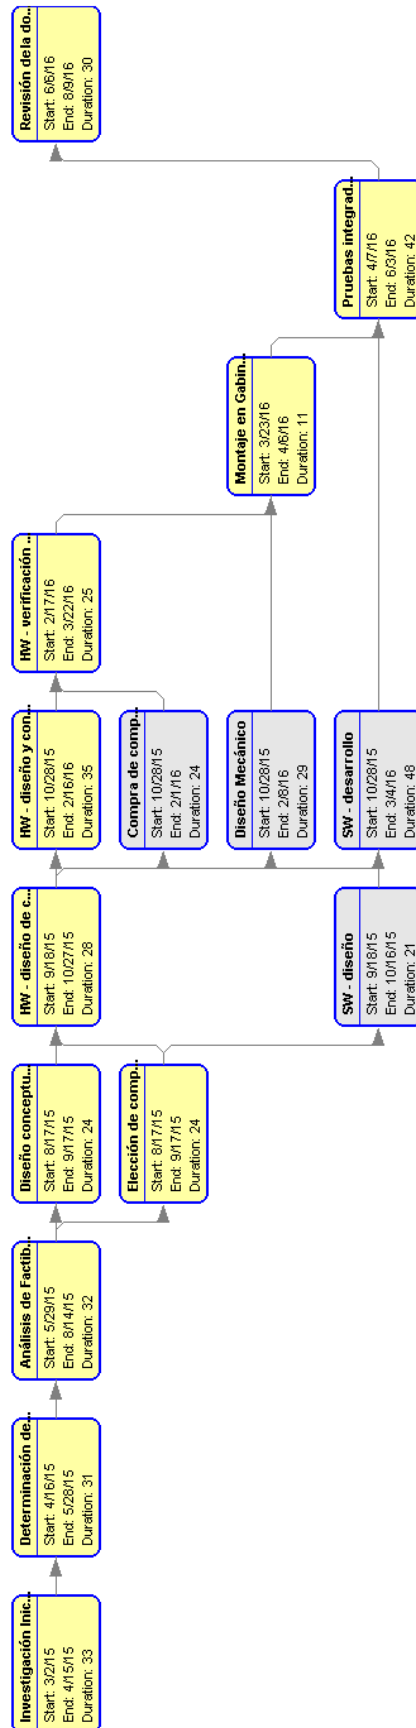 Investigación Inic...
Start: 3/2/15
End: 4/15/15
Duration: 33
Determinación de...
Start: 4/16/15
End: 5/28/15
Duration: 31
Análisis de Factib...
Start: 5/29/15
End: 8/14/15
Duration: 32
Diseño conceptu...
Start: 8/17/15
End: 9/17/15
Duration: 24
Elección de comp...
Start: 8/17/15
End: 9/17/15
Duration: 24
HW - diseño de c...
Start: 9/18/15
End: 10/27/15
Duration: 28
SW - diseño
Start: 9/18/15
End: 10/16/15
Duration: 21
HW - diseño y con...
Start: 10/28/15
End: 2/16/16
Duration: 35
Compra de comp...
Start: 10/28/15
End: 2/1/16
Duration: 24
Diseño Mecánico
Start: 10/28/15
End: 2/8/16
Duration: 29
SW - desarrollo
Start: 10/28/15
End: 3/4/16
Duration: 48
HW - verificación ...
Start: 2/17/16
End: 3/22/16
Duration: 25
Montaje en Gabin...
Start: 3/23/16
End: 4/6/16
Duration: 11
Pruebas integrad...
Start: 4/7/16
End: 6/3/16
Duration: 42
Revisión dela do...
Start: 6/6/16
End: 8/9/16
Duration: 30